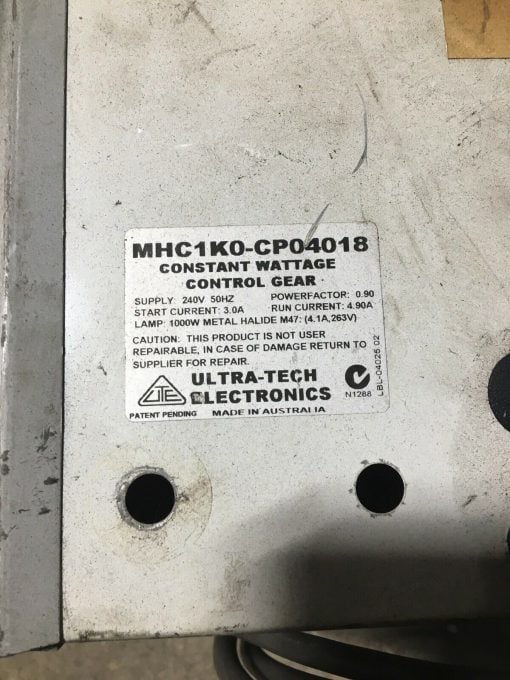 MHC1K0-CP04018
CONSTANT WATTAGE
CONTROL GEAR
SUPPLY: 240V 50HZ POWERFACTOR: 0.90
START CURRENT: 3.0A RUN CURRENT: 4.90A
LAMP: 1000W METAL HALIDE M47: (4.1A,263V)
CAUTION: THIS PRODUCT IS NOT USER
REPAIRABLE, IN CASE OF DAMAGE RETURN TO
SUPPLIER FOR REPAIR.
UTE
ULTRA-TECH
ELECTRONICS
PATENT PENDING MADE IN AUSTRALIA
N1288
LBL-04025 02